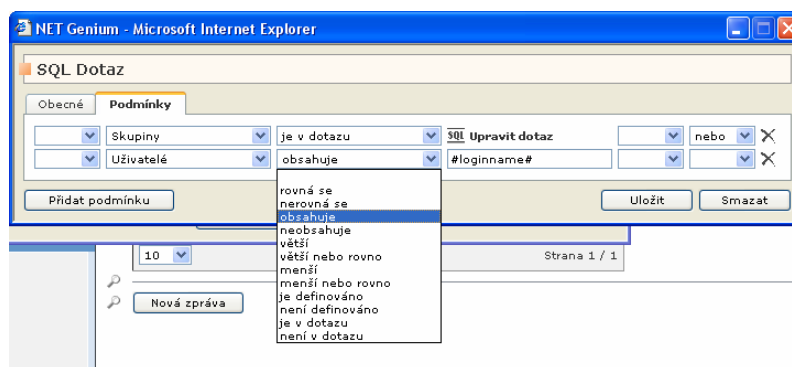 NET Genium - Microsoft Internet Explorer
SQL Dotaz
Obecné Podmínky
Skupiny je v dotazu SQL Upravit dotaz nebo
Uživatelé obsahuje #loginname#
Přidat podmínku Uložit Smazat
rovná se
nerovná se
obsahuje
neobsahuje
větší
větší nebo rovno
menší
menší nebo rovno
je definováno
není definováno
je v dotazu
není v dotazu
10 Strana 1 / 1
Nová zpráva